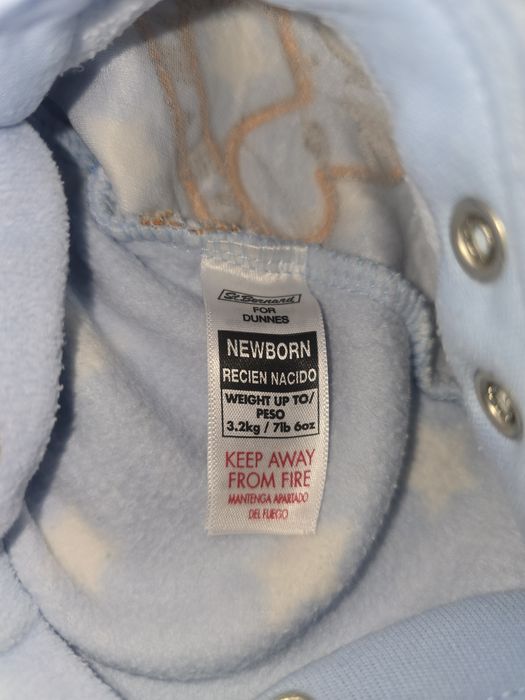 St Bernard
FOR
DUNNES
NEWBORN
RECIEN NACIDO
WEIGHT UP TO/
PESO
3.2kg / 7lb 6oz
KEEP AWAY
FROM FIRE
MANTENGA APARTADO
DEL FUEGO